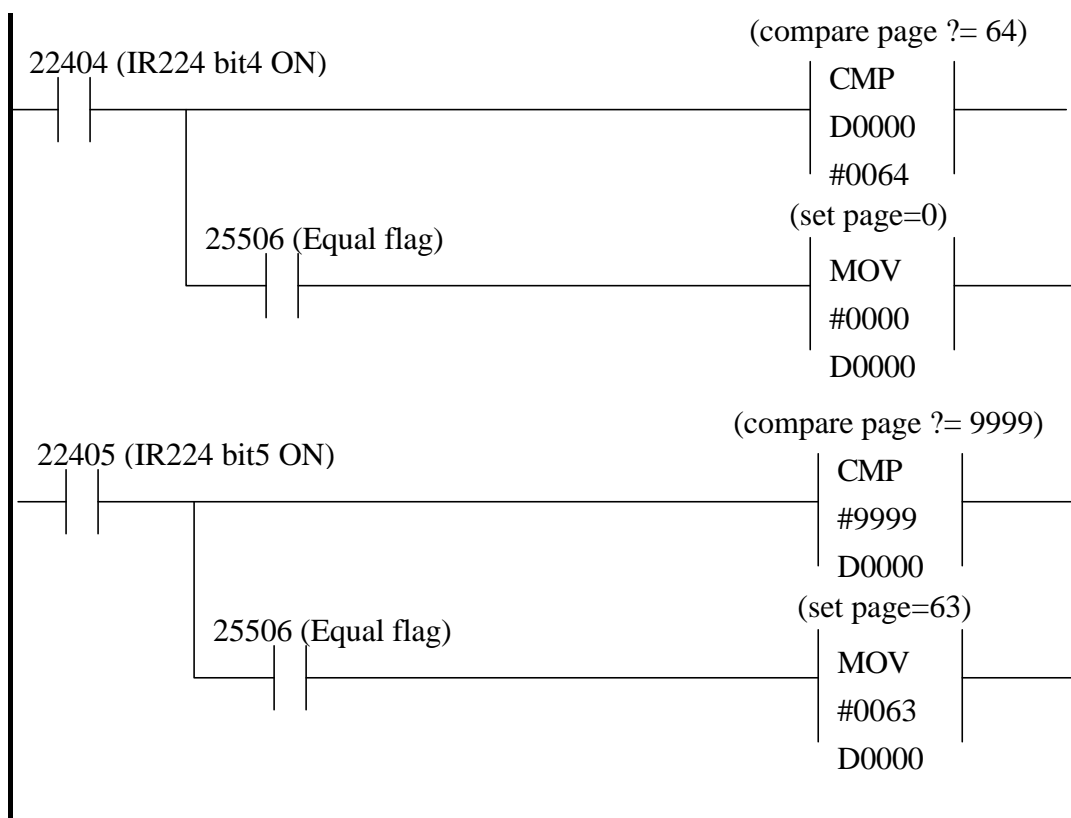 (compare page ?= 64)
22404 (IR224 bit4 ON)
CMP
D0000
#0064
(set page=0)
25506 (Equal flag)
MOV
#0000
D0000
(compare page ?= 9999)
22405 (IR224 bit5 ON)
CMP
#9999
D0000
(set page=63)
25506 (Equal flag)
MOV
#0063
D0000